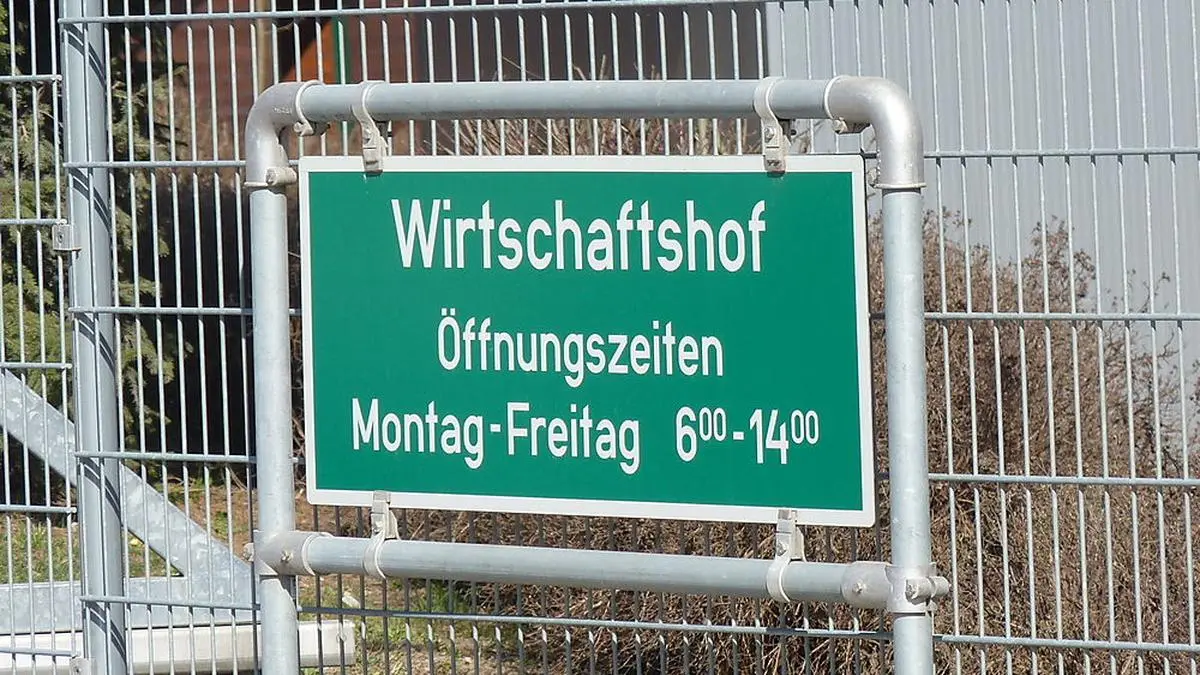 Wirtschaftshof
Öffnungszeiten
Montag-Freitag 6⁰⁰-14⁰⁰